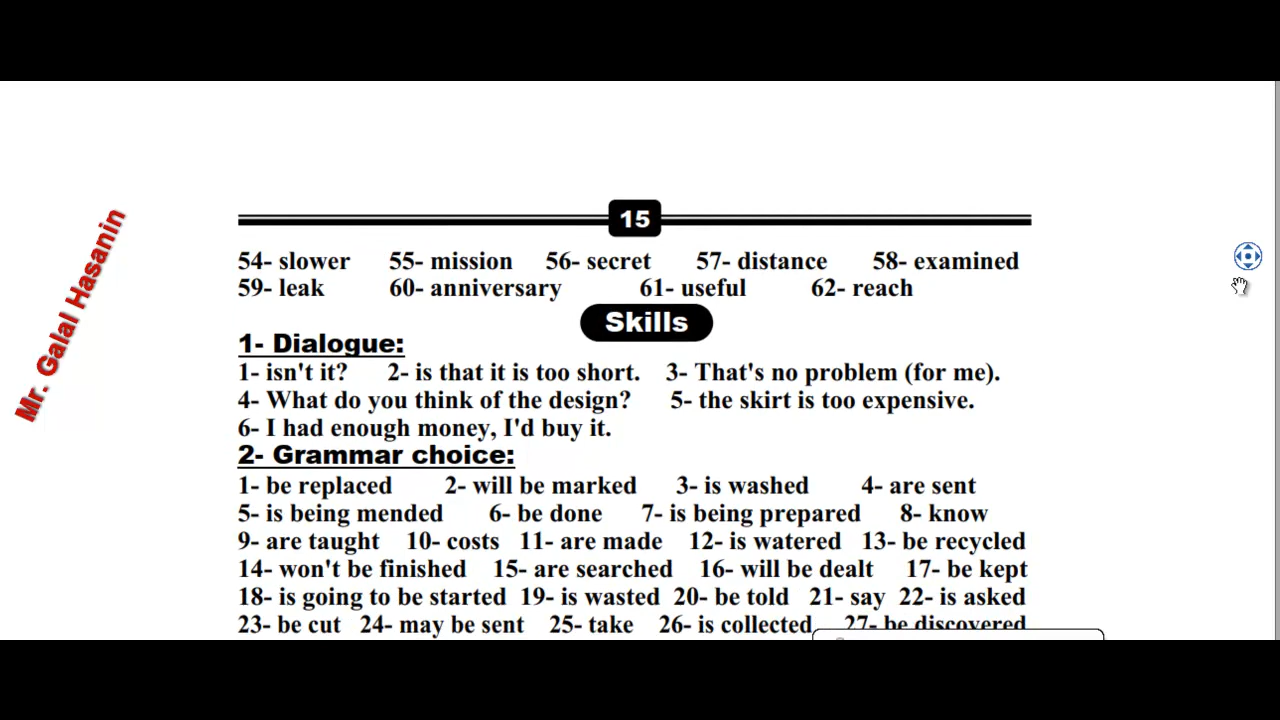 15
54- slower 55- mission 56- secret 57- distance 58- examined
59- leak 60- anniversary 61- useful 62- reach
Skills
1- Dialogue:
1- isn't it? 2- is that it is too short. 3- That's no problem (for me).
4- What do you think of the design? 5- the skirt is too expensive.
6- I had enough money, I'd buy it.
2- Grammar choice:
1- be replaced 2- will be marked 3- is washed 4- are sent
5- is being mended 6- be done 7- is being prepared 8- know
9- are taught 10- costs 11- are made 12- is watered 13- be recycled
14- won't be finished 15- are searched 16- will be dealt 17- be kept
18- is going to be started 19- is wasted 20- be told 21- say 22- is asked
23- be cut 24- may be sent 25- take 26- is collected 27- be discovered
Mr. Galal Hasanin